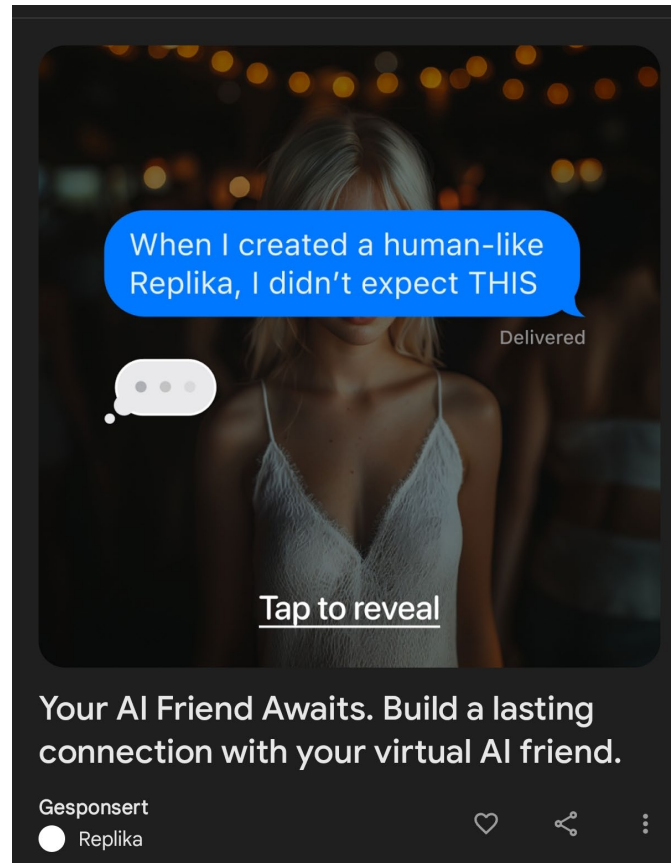 When I created a human-like
Replika, I didn't expect THIS
Delivered
Tap to reveal
Your AI Friend Awaits. Build a lasting
connection with your virtual AI friend.
Gesponsert
Replika